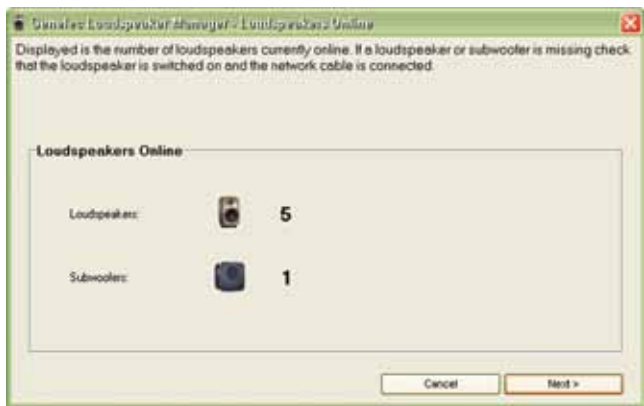 Genelec Loudspeaker Manager - Loudspeakers Online
Displayed is the number of loudspeakers currently online. If a loudspeaker or subwoofer is missing check
that the loudspeaker is switched on and the network cable is connected.
Loudspeakers Online
Loudspeakers: 5
Subwoofers: 1
Cancel Next >